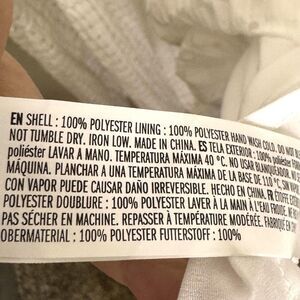 EN SHELL : 100% POLYESTER LINING : 100% POLYESTER HAND WASH COLD. DO NOT
NOT TUMBLE DRY. IRON LOW. MADE IN CHINA. ES TELA EXTERIOR : 100%
poliéster LAVAR A MANO. TEMPERATURA MÁXIMA 40 °C. NO USAR BLANQUEADOR. NO
MÁQUINA. PLANCHAR A UNA TEMPERATURA MÁXIMA DE LA BASE DE 110 °C. SIN
CON VAPOR PUEDE CAUSAR DAÑO IRREVERSIBLE. HECHO EN CHINA. FR ÉTOFFE
POLYESTER DOUBLURE : 100% POLYESTER LAVER À LA MAIN À L'EAU FROIDE. NE
PAS SÉCHER EN MACHINE. REPASSER À TEMPÉRATURE MODÉRÉE. FABRIQUÉ EN
OBERMATERIAL : 100% POLYESTER FUTTERSTOFF : 100%